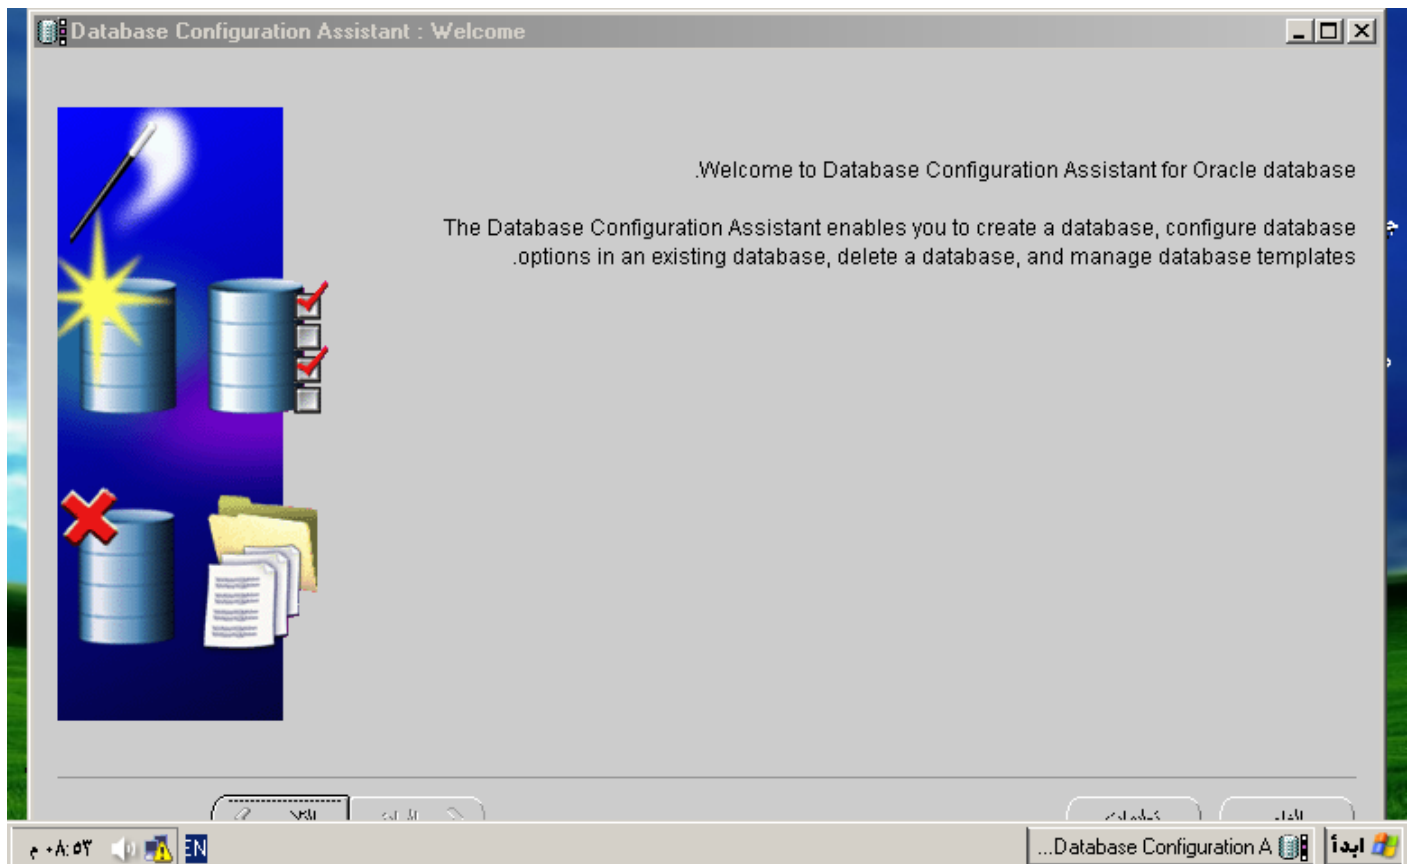 Database Configuration Assistant : Welcome
.Welcome to Database Configuration Assistant for Oracle database
The Database Configuration Assistant enables you to create a database, configure database
.options in an existing database, delete a database, and manage database templates
ابدأ
...Database Configuration A
EN
٠٨:٥٣ م